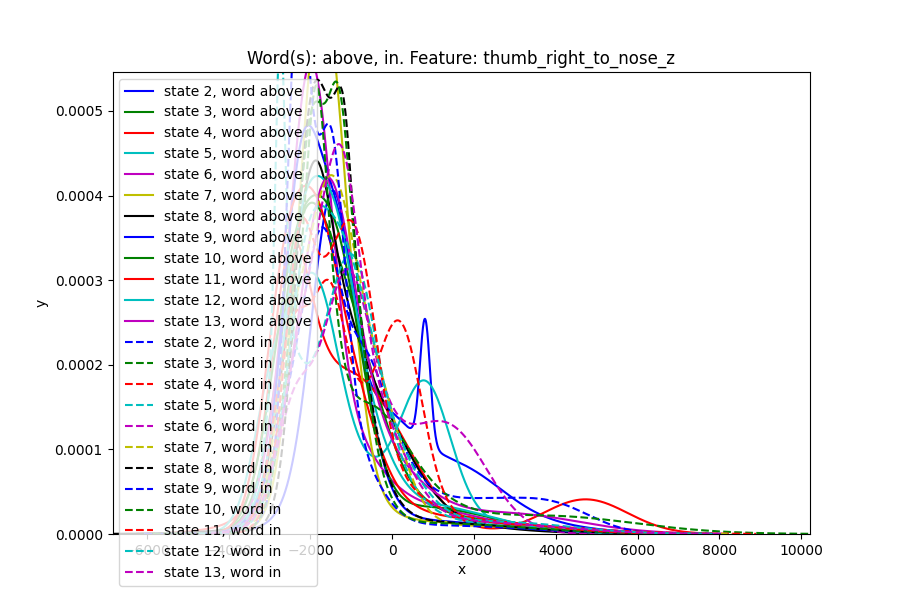 Word(s): above, in. Feature: thumb_right_to_nose_z
y
0.0005
0.0004
0.0003
0.0002
0.0001
0.0000
state 2, word above
state 3, word above
state 4, word above
state 5, word above
state 6, word above
state 7, word above
state 8, word above
state 9, word above
state 10, word above
state 11, word above
state 12, word above
state 13, word above
state 2, word in
state 3, word in
state 4, word in
state 5, word in
state 6, word in
state 7, word in
state 8, word in
state 9, word in
state 10, word in
state 11, word in
state 12, word in
state 13, word in
−6000 −4000 −2000 0 2000 4000 6000 8000 10000
x